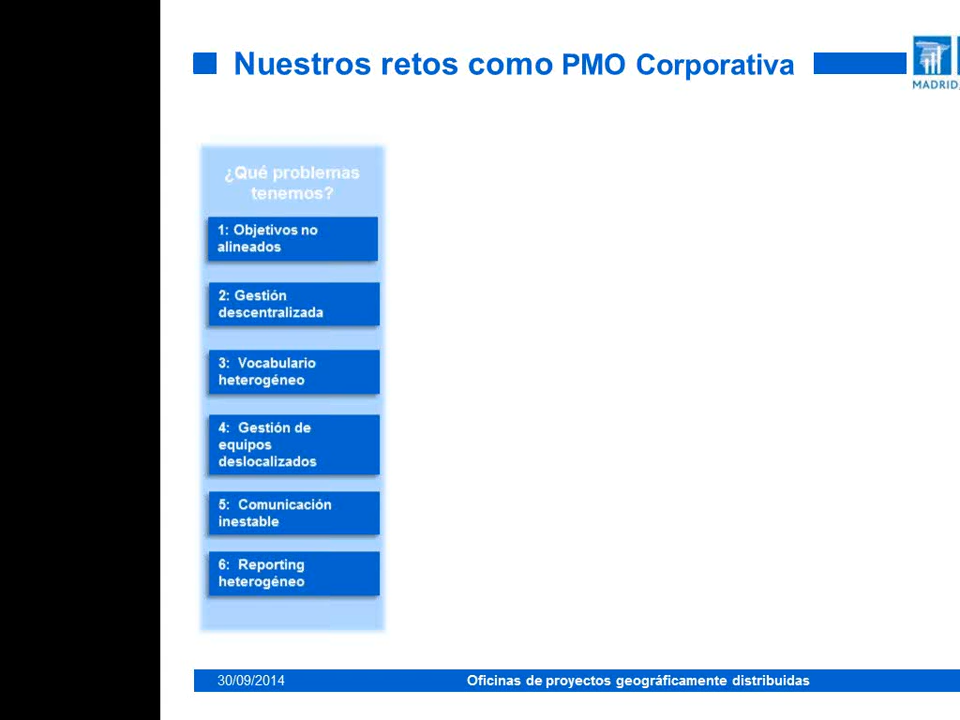 Nuestros retos como PMO Corporativa
MADRID
¿Qué problemas
tenemos?
1: Objetivos no
alineados
2: Gestión
descentralizada
3: Vocabulario
heterogéneo
4: Gestión de
equipos
deslocalizados
5: Comunicación
inestable
6: Reporting
heterogéneo
30/09/2014
Oficinas de proyectos geográficamente distribuidas